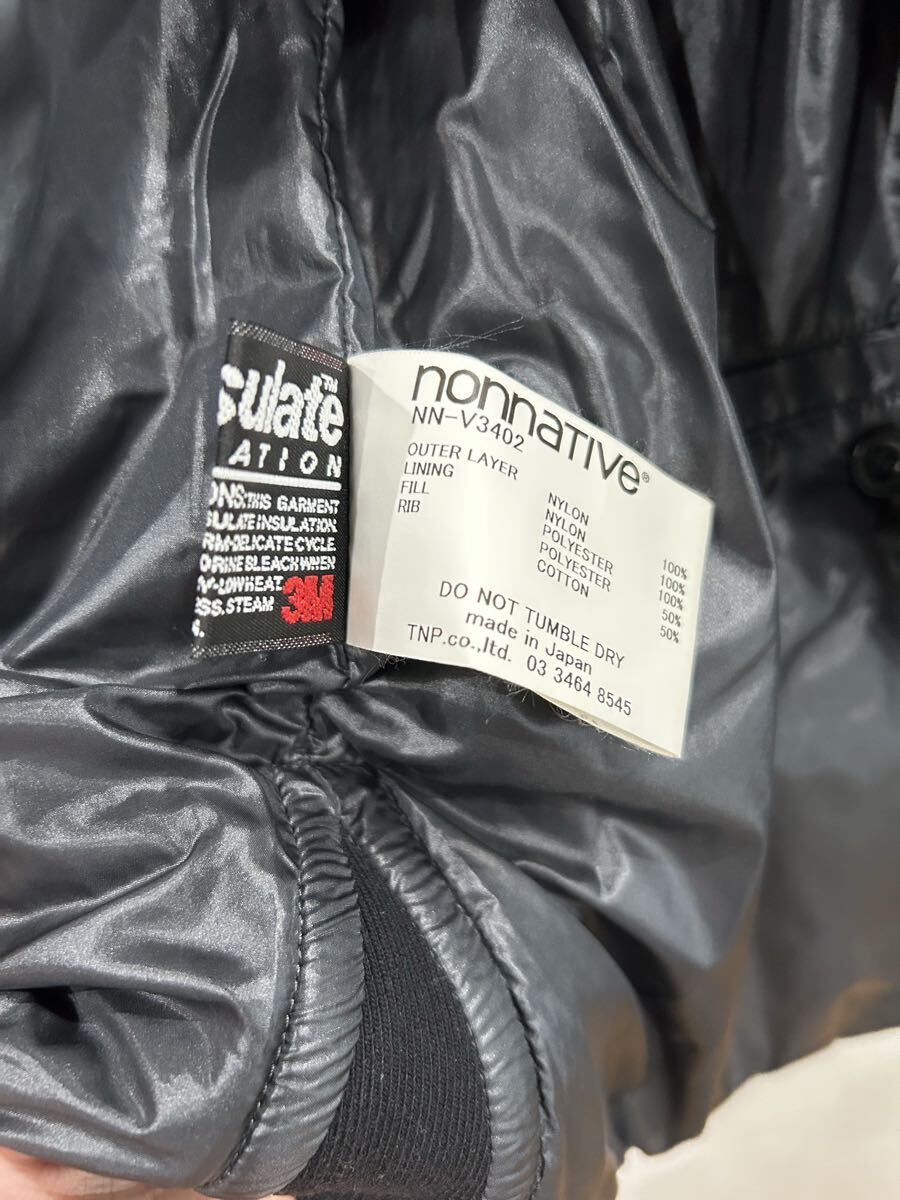 sulate™
ATION
ONS:THIS GARMENT
SULATE INSULATION.
RM-DELICATE CYCLE.
ORINE BLEACH WHEN
Y-LOW HEAT
SS. STEAM 3M
nonnative®
NN-V3402
OUTER LAYER NYLON 100%
LINING NYLON 100%
FILL POLYESTER 100%
RIB POLYESTER 50%
COTTON 50%
DO NOT TUMBLE DRY
made in Japan
TNP.co.,ltd. 03 3464 8545